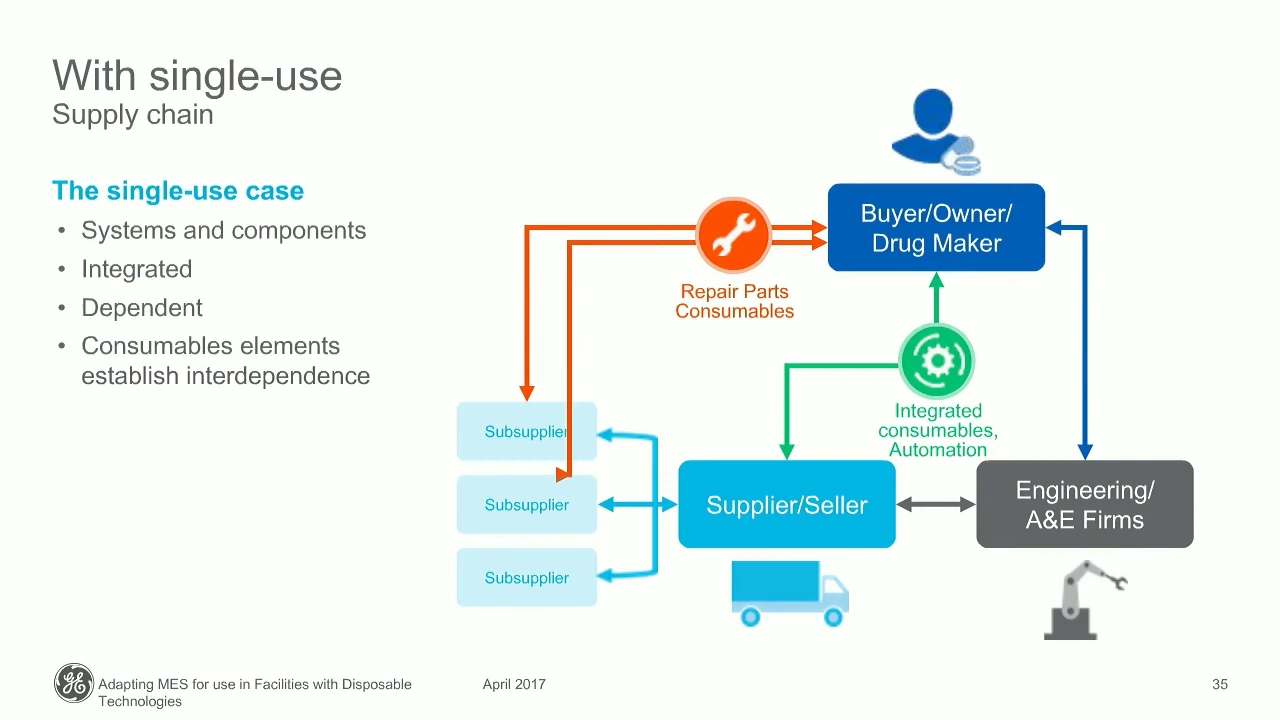 With single-use
Supply chain
The single-use case
• Systems and components
• Integrated
• Dependent
• Consumables elements
establish interdependence
Buyer/Owner/
Drug Maker
Repair Parts
Consumables
Integrated
consumables,
Automation
Subsupplier
Subsupplier
Subsupplier
Supplier/Seller
Engineering/
A&E Firms
Adapting MES for use in Facilities with Disposable
Technologies
April 2017
35